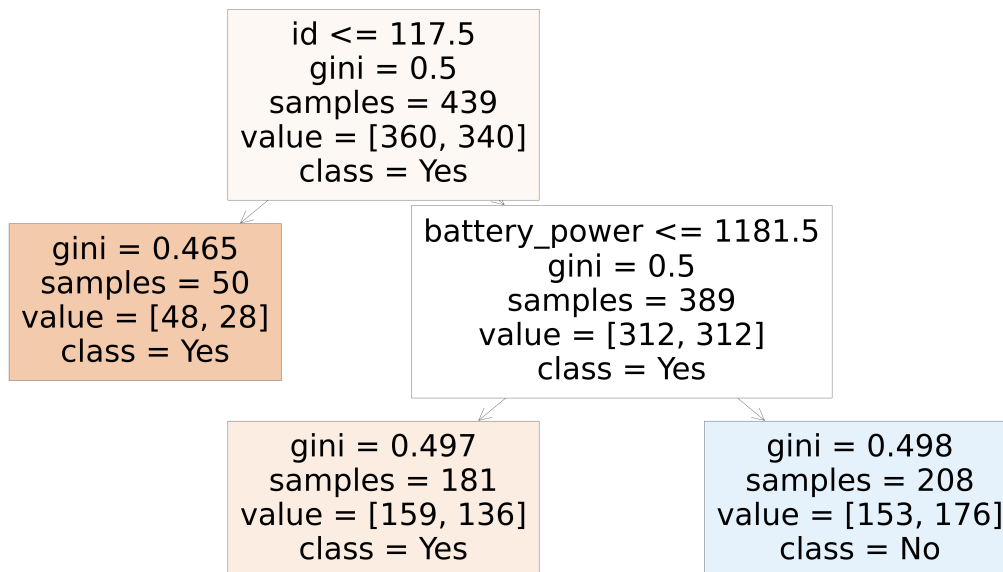 id <= 117.5
gini = 0.5
samples = 439
value = [360, 340]
class = Yes
gini = 0.465
samples = 50
value = [48, 28]
class = Yes
battery_power <= 1181.5
gini = 0.5
samples = 389
value = [312, 312]
class = Yes
gini = 0.497
samples = 181
value = [159, 136]
class = Yes
gini = 0.498
samples = 208
value = [153, 176]
class = No